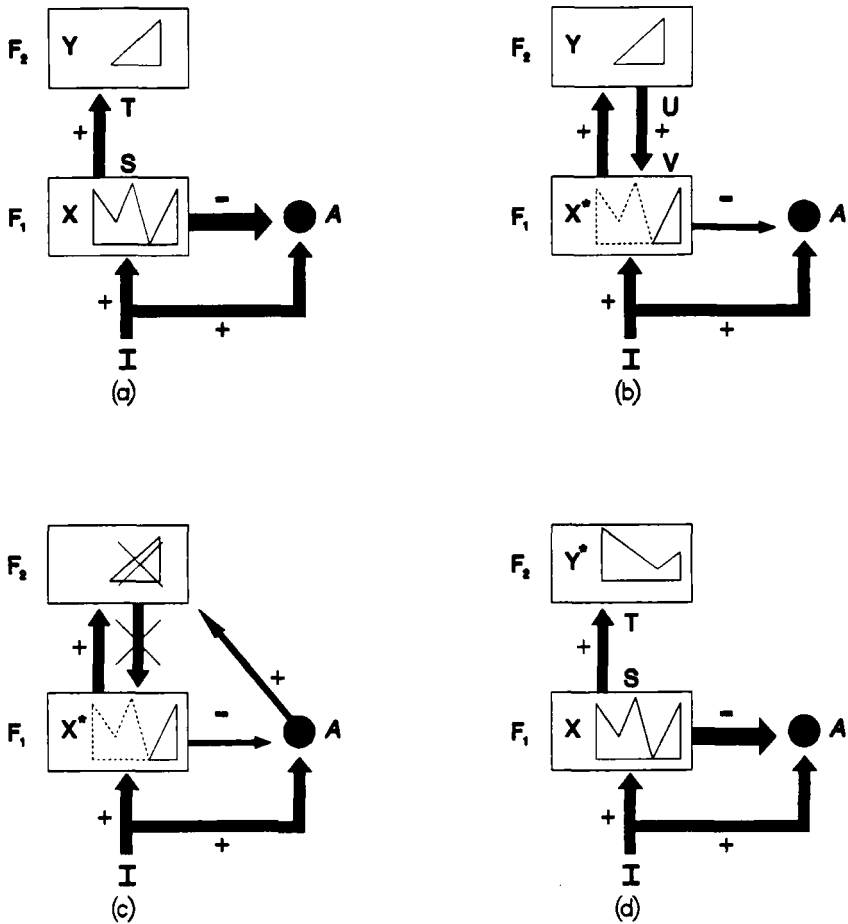 F₂ Y
T
+
S
F₁ X - A
+
+
I
(a)
F₂ Y
U
+ +
V
F₁ X* - A
+
+
I
(b)
F₂
+ +
F₁ X* - A
+
+
I
(c)
F₂ Y*
T
+
S
F₁ X - A
+
+
I
(d)